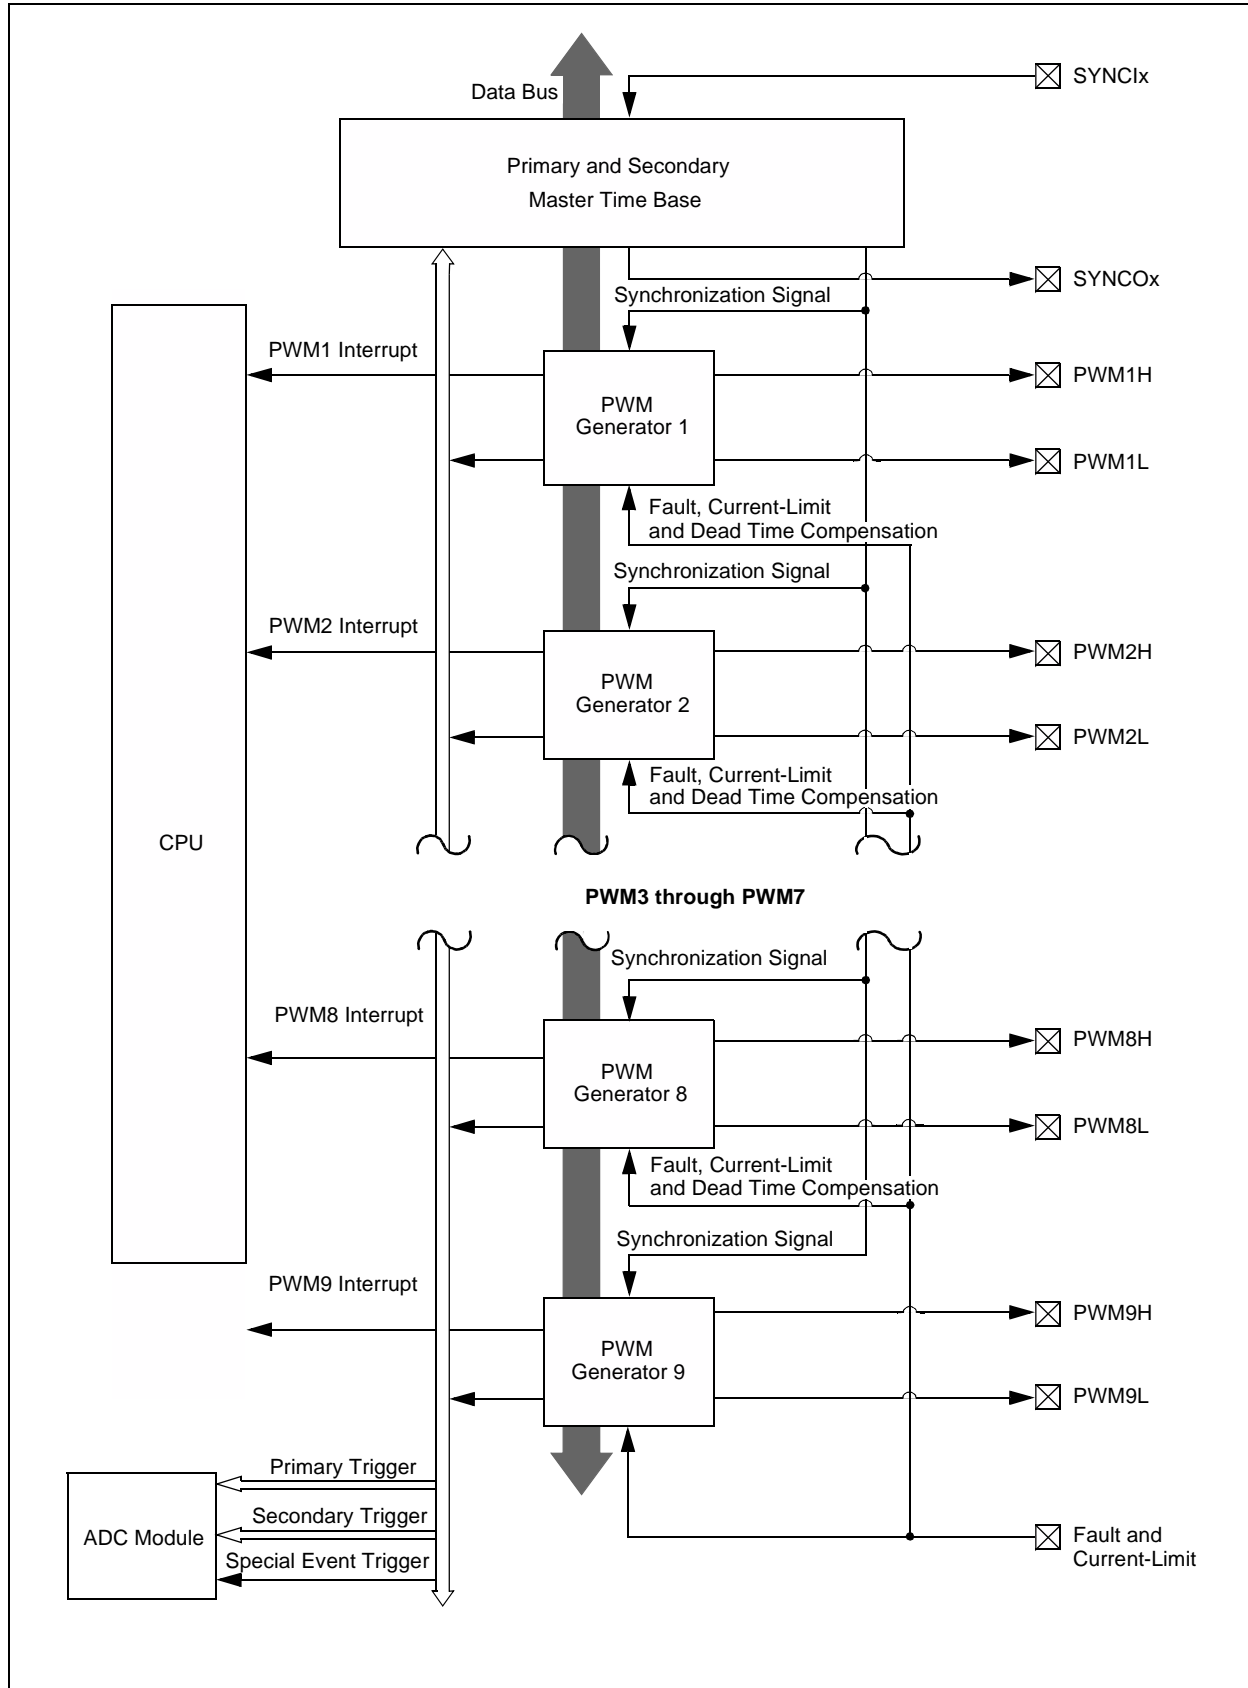 SYNCIx
Data Bus
Primary and Secondary
Master Time Base
SYNCOx
Synchronization Signal
PWM1 Interrupt
PWM1H
PWM
Generator 1
PWM1L
Fault, Current-Limit
and Dead Time Compensation
Synchronization Signal
PWM2 Interrupt
PWM2H
PWM
Generator 2
PWM2L
Fault, Current-Limit
and Dead Time Compensation
CPU
PWM3 through PWM7
Synchronization Signal
PWM8 Interrupt
PWM8H
PWM
Generator 8
PWM8L
Fault, Current-Limit
and Dead Time Compensation
Synchronization Signal
PWM9 Interrupt
PWM9H
PWM
Generator 9
PWM9L
Primary Trigger
Secondary Trigger
ADC Module
Special Event Trigger
Fault and
Current-Limit